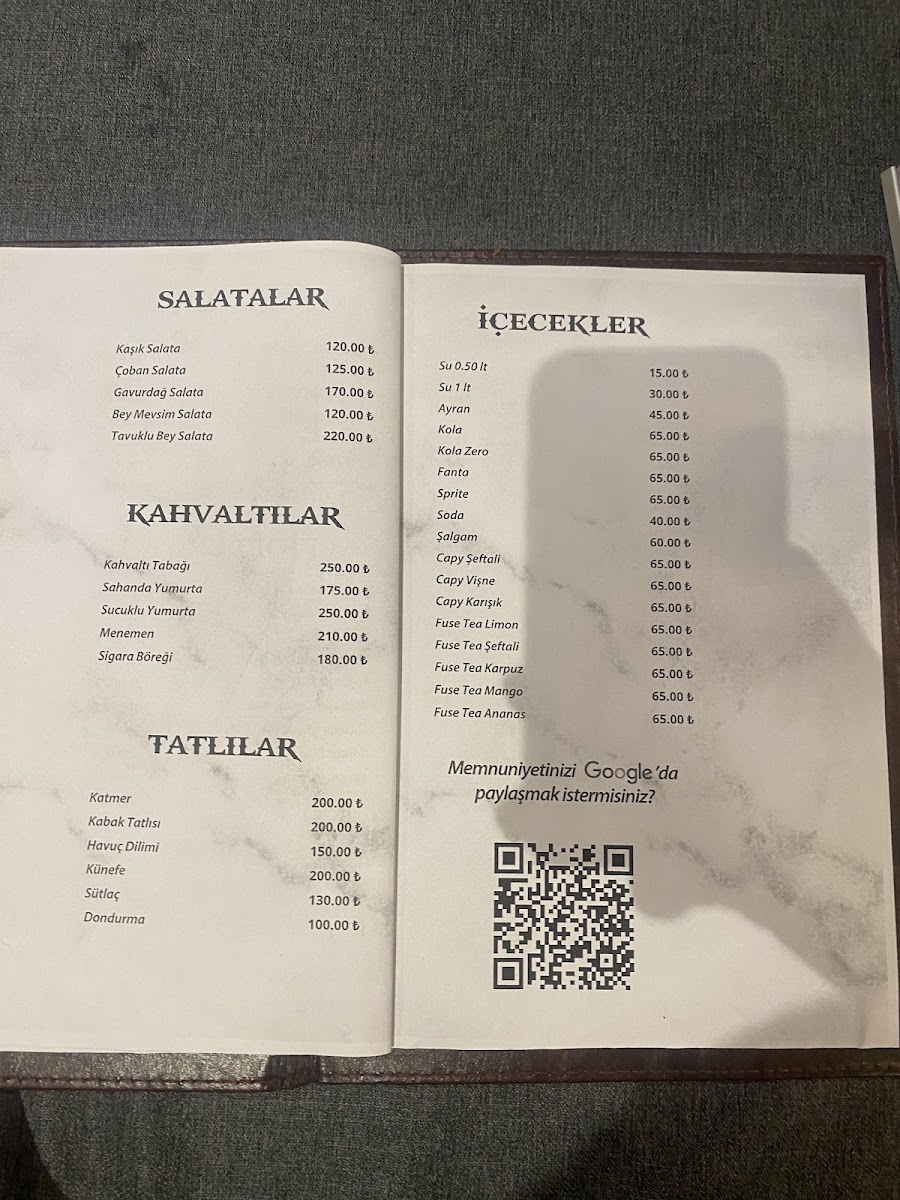 SALATALAR
Kaşık Salata 120.00 ₺
Çoban Salata 125.00 ₺
Gavurdağ Salata 170.00 ₺
Bey Mevsim Salata 120.00 ₺
Tavuklu Bey Salata 220.00 ₺
KAHVALTILAR
Kahvaltı Tabağı 250.00 ₺
Sahanda Yumurta 175.00 ₺
Sucuklu Yumurta 250.00 ₺
Menemen 210.00 ₺
Sigara Böreği 180.00 ₺
TATLILAR
Katmer 200.00 ₺
Kabak Tatlısı 200.00 ₺
Havuç Dilimi 150.00 ₺
Künefe 200.00 ₺
Sütlaç 130.00 ₺
Dondurma 100.00 ₺
İÇECEKLER
Su 0.50 lt 15.00 ₺
Su 1 lt 30.00 ₺
Ayran 45.00 ₺
Kola 65.00 ₺
Kola Zero 65.00 ₺
Fanta 65.00 ₺
Sprite 65.00 ₺
Soda 40.00 ₺
Şalgam 60.00 ₺
Capy Şeftali 65.00 ₺
Capy Vişne 65.00 ₺
Capy Karışık 65.00 ₺
Fuse Tea Limon 65.00 ₺
Fuse Tea Şeftali 65.00 ₺
Fuse Tea Karpuz 65.00 ₺
Fuse Tea Mango 65.00 ₺
Fuse Tea Ananas 65.00 ₺
Memnuniyetinizi Google'da
paylaşmak istermisiniz?